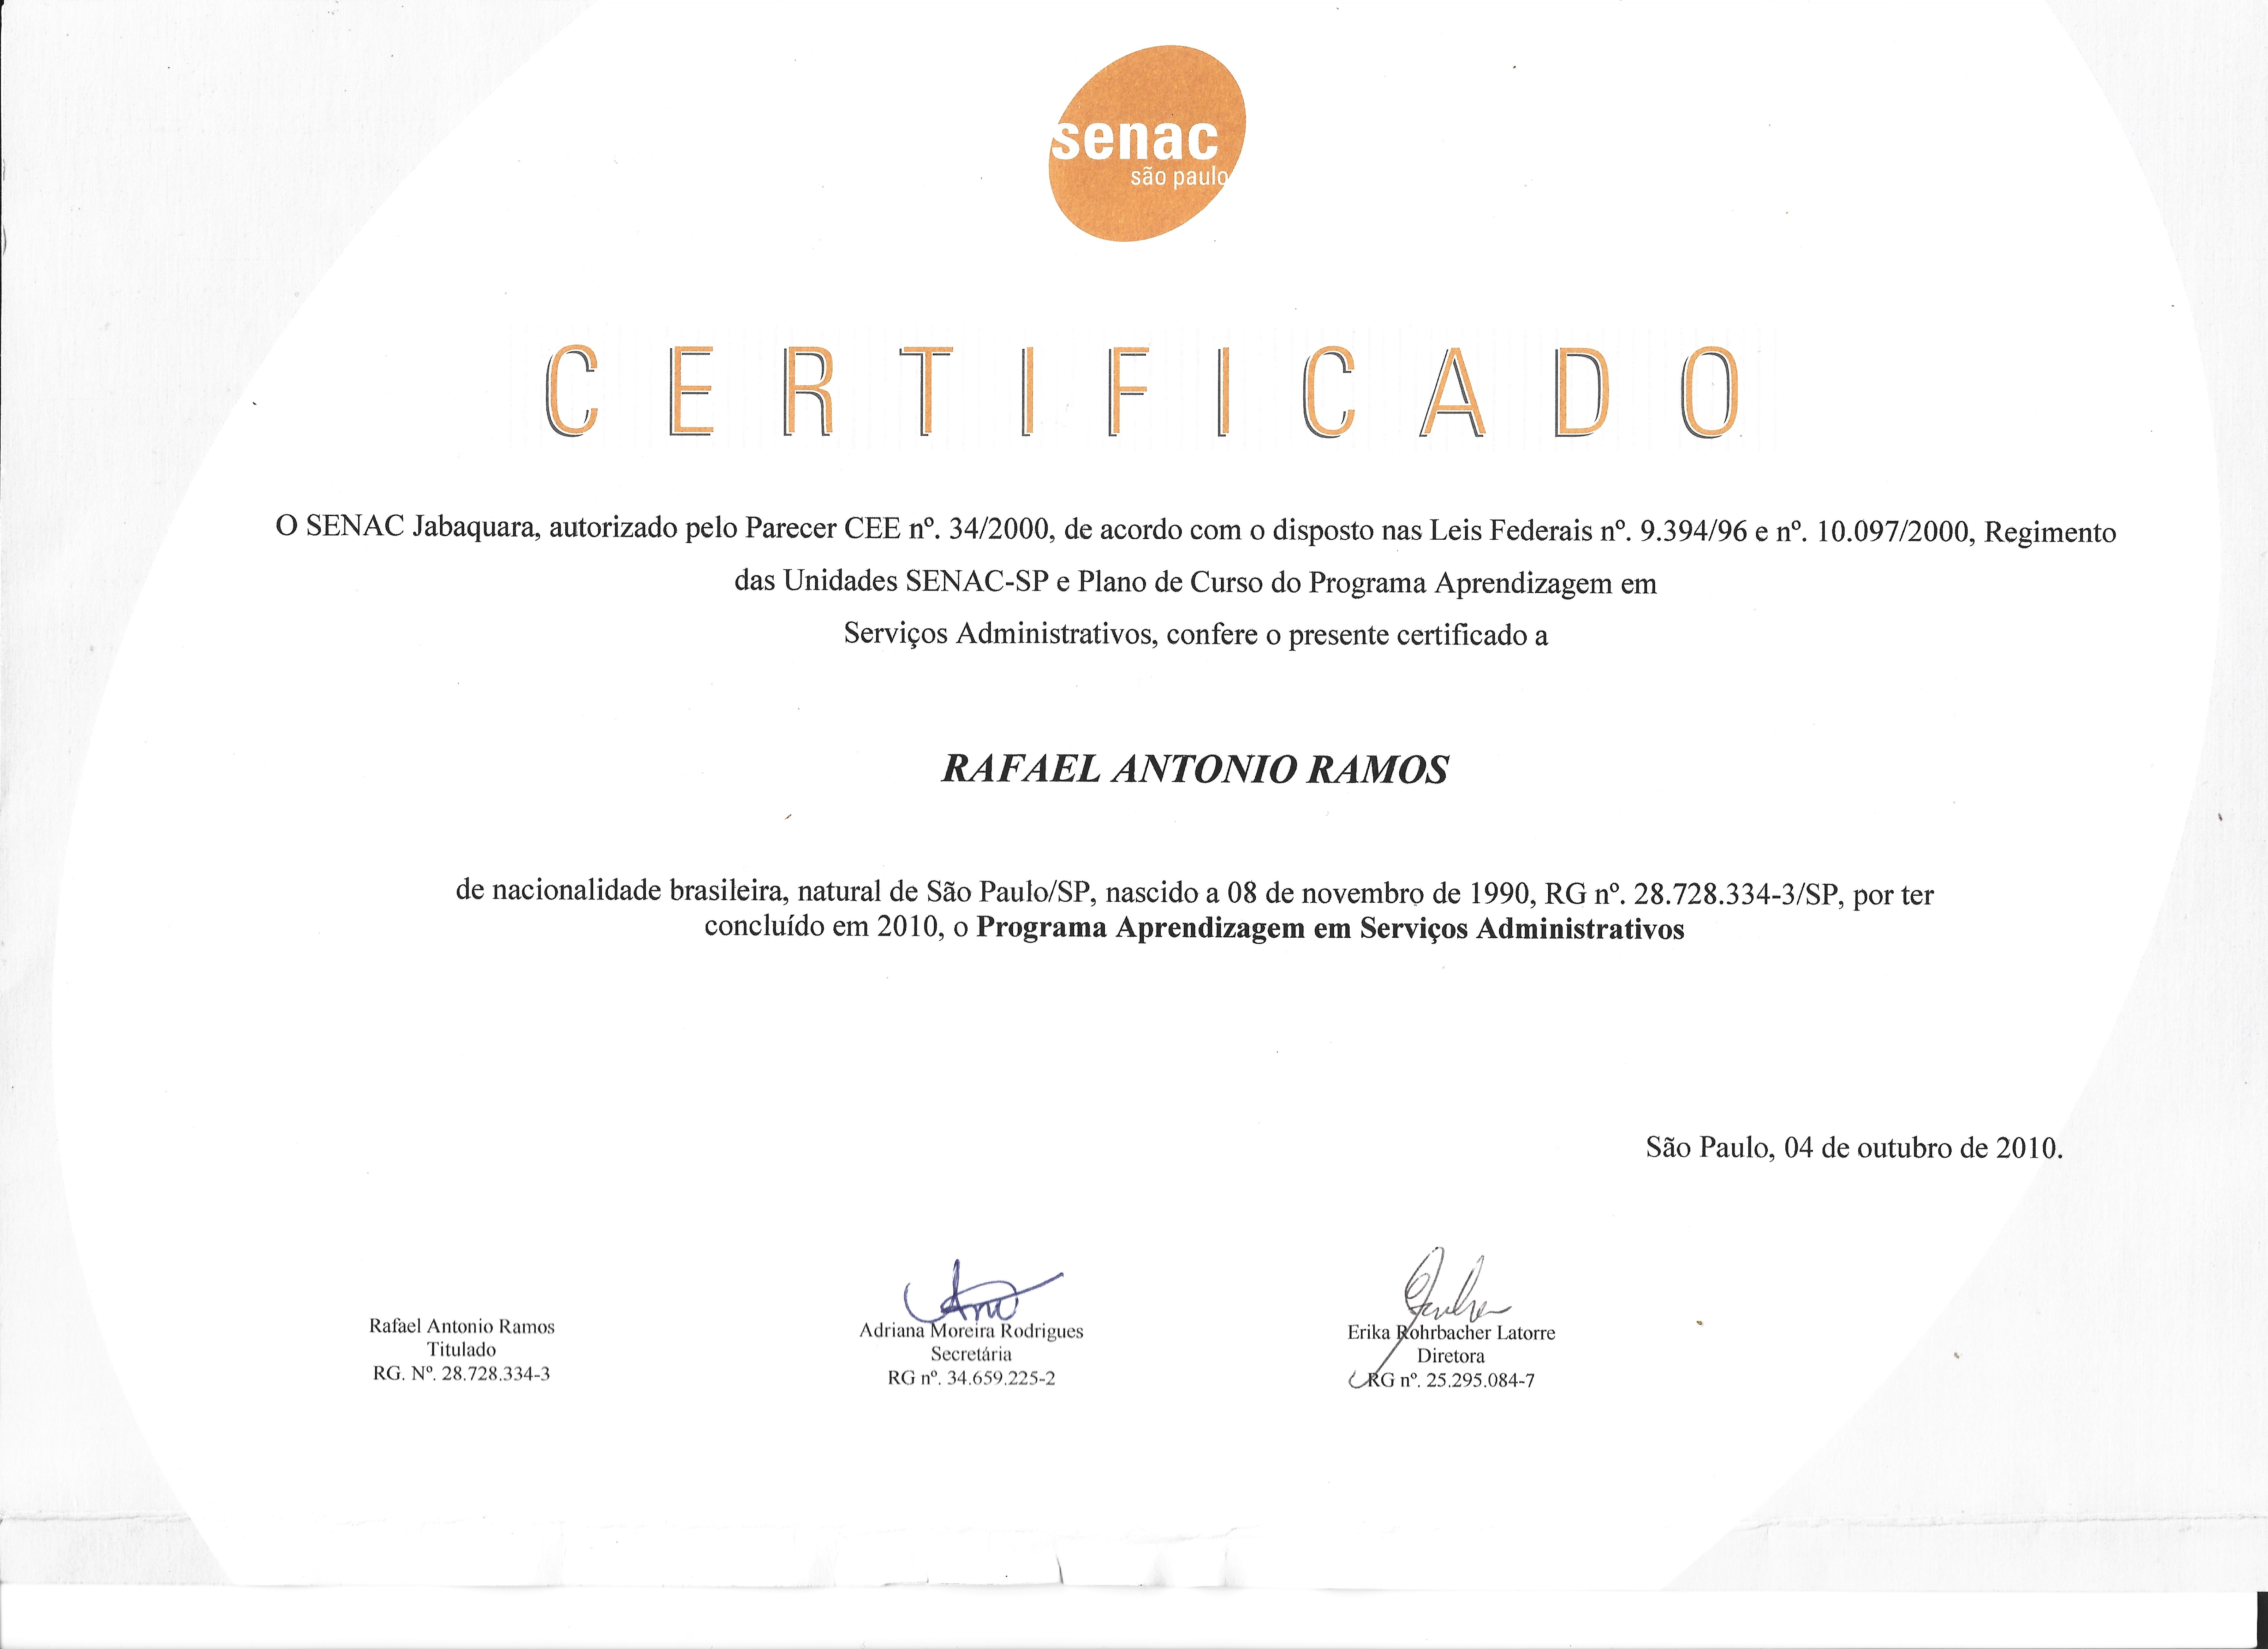 senac
são paulo
CERTIFICADO
O SENAC Jabaquara, autorizado pelo Parecer CEE nº. 34/2000, de acordo com o disposto nas Leis Federais nº. 9.394/96 e nº. 10.097/2000, Regimento
das Unidades SENAC-SP e Plano de Curso do Programa Aprendizagem em
Serviços Administrativos, confere o presente certificado a
RAFAEL ANTONIO RAMOS
de nacionalidade brasileira, natural de São Paulo/SP, nascido a 08 de novembro de 1990, RG nº. 28.728.334-3/SP, por ter
concluído em 2010, o Programa Aprendizagem em Serviços Administrativos
São Paulo, 04 de outubro de 2010.
Rafael Antonio Ramos
Titulado
RG. Nº. 28.728.334-3
Adriana Moreira Rodrigues
Secretária
RG nº. 34.659.225-2
Erika Rohrbacher Latorre
Diretora
RG nº. 25.295.084-7